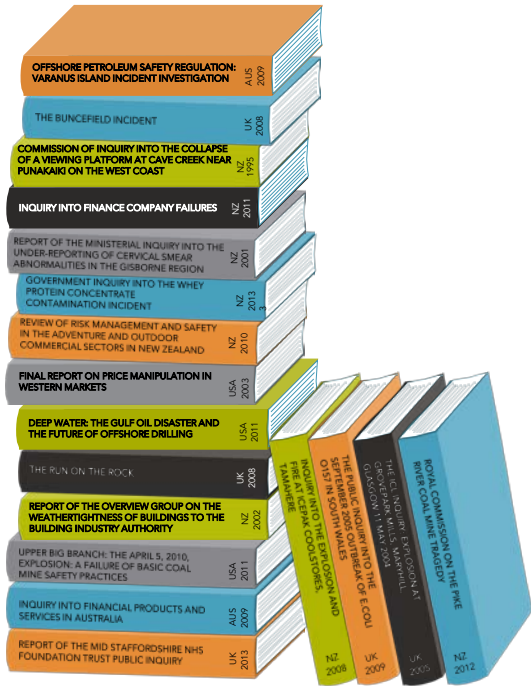 OFFSHORE PETROLEUM SAFETY REGULATION:
VARANUS ISLAND INCIDENT INVESTIGATION
AUS
2009
THE BUNCEFIELD INCIDENT
UK
2008
COMMISSION OF INQUIRY INTO THE COLLAPSE
OF A VIEWING PLATFORM AT CAVE CREEK NEAR
PUNAKAIKI ON THE WEST COAST
NZ
1995
INQUIRY INTO FINANCE COMPANY FAILURES
NZ
2011
REPORT OF THE MINISTERIAL INQUIRY INTO THE
UNDER-REPORTING OF CERVICAL SMEAR
ABNORMALITIES IN THE GISBORNE REGION
NZ
2001
GOVERNMENT INQUIRY INTO THE WHEY
PROTEIN CONCENTRATE
CONTAMINATION INCIDENT
NZ
2013
3
REVIEW OF RISK MANAGEMENT AND SAFETY
IN THE ADVENTURE AND OUTDOOR
COMMERCIAL SECTORS IN NEW ZEALAND
NZ
2010
FINAL REPORT ON PRICE MANIPULATION IN
WESTERN MARKETS
USA
2003
DEEP WATER: THE GULF OIL DISASTER AND
THE FUTURE OF OFFSHORE DRILLING
USA
2011
THE RUN ON THE ROCK
UK
2008
REPORT OF THE OVERVIEW GROUP ON THE
WEATHERTIGHTNESS OF BUILDINGS TO THE
BUILDING INDUSTRY AUTHORITY
NZ
2002
UPPER BIG BRANCH: THE APRIL 5, 2010,
EXPLOSION: A FAILURE OF BASIC COAL
MINE SAFETY PRACTICES
USA
2011
INQUIRY INTO FINANCIAL PRODUCTS AND
SERVICES IN AUSTRALIA
AUS
2009
REPORT OF THE MID STAFFORDSHIRE NHS
FOUNDATION TRUST PUBLIC INQUIRY
UK
2013
INQUIRY INTO THE EXPLOSION AND
FIRE AT ICEPAK COOLSTORES,
TAMAHERE
NZ
2008
THE PUBLIC INQUIRY INTO THE
SEPTEMBER 2005 OUTBREAK OF E.COLI
O157 IN SOUTH WALES
UK
2009
THE ICL INQUIRY: EXPLOSION AT
GROVEPARK MILLS, MARYHILL,
GLASGOW 11 MAY 2004
UK
2005
ROYAL COMMISSION ON THE PIKE
RIVER COAL MINE TRAGEDY
NZ
2012